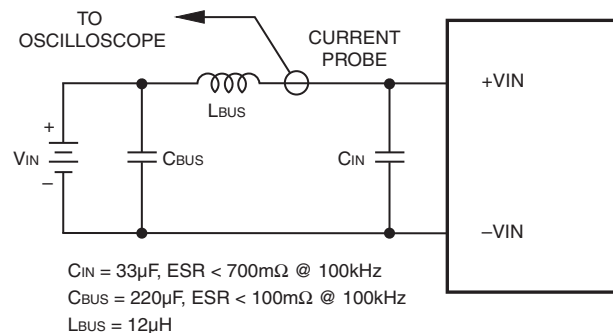 TO
OSCILLOSCOPE
CURRENT
PROBE
+VIN
LBUS
+
VIN
CBUS
CIN
−
−VIN
CIN = 33µF, ESR < 700mΩ @ 100kHz
CBUS = 220µF, ESR < 100mΩ @ 100kHz
LBUS = 12µH